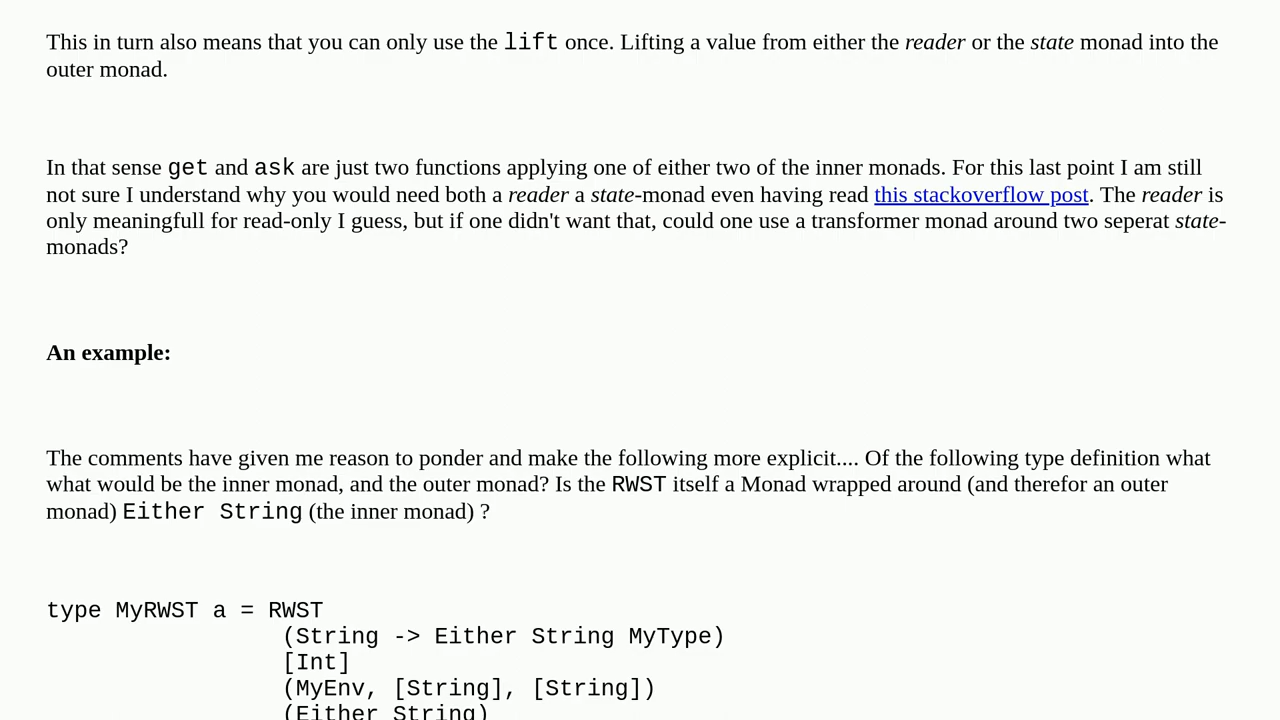 This in turn also means that you can only use the lift once. Lifting a value from either the reader or the state monad into the
outer monad.
In that sense get and ask are just two functions applying one of either two of the inner monads. For this last point I am still
not sure I understand why you would need both a reader a state-monad even having read this stackoverflow post. The reader is
only meaningfull for read-only I guess, but if one didn't want that, could one use a transformer monad around two seperat state-
monads?
An example:
The comments have given me reason to ponder and make the following more explicit.... Of the following type definition what
what would be the inner monad, and the outer monad? Is the RWST itself a Monad wrapped around (and therefor an outer
monad) Either String (the inner monad) ?
type MyRWST a = RWST
(String -> Either String MyType)
[Int]
(MyEnv, [String], [String])
(Either String)